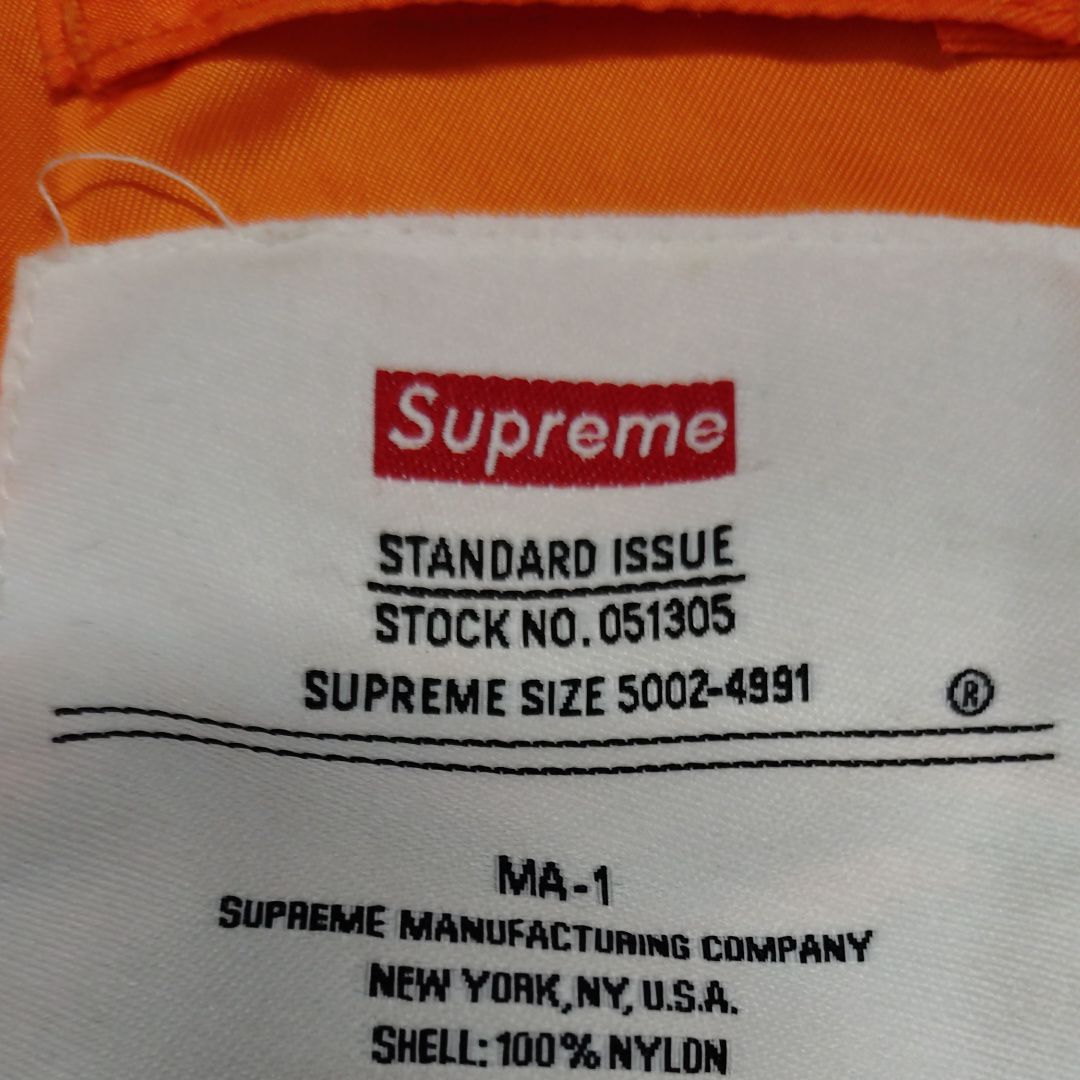 Supreme
STANDARD ISSUE
STOCK NO. 051305
SUPREME SIZE 5002-4991 ®
MA-1
SUPREME MANUFACTURING COMPANY
NEW YORK, NY, U.S.A.
SHELL: 100% NYLON